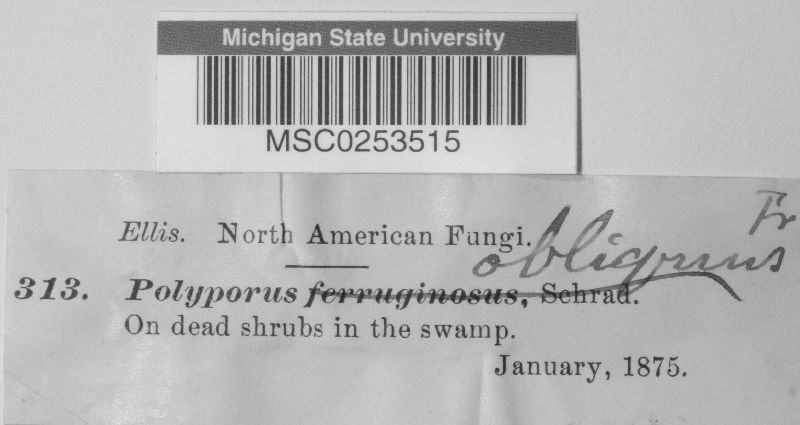 Michigan State University
MSC0253515
Ellis. North American Fungi.
obliquus Fr
313. Polyporus ferruginosus, Schrad.
On dead shrubs in the swamp.
January, 1875.